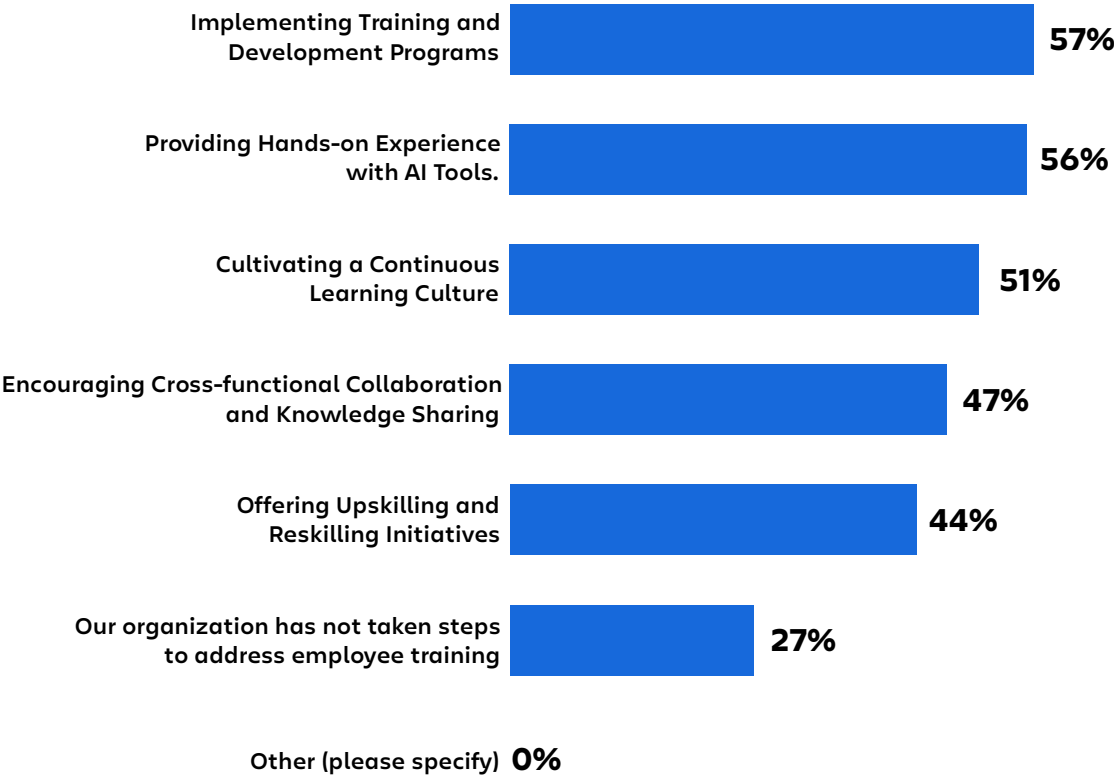 Implementing Training and
Development Programs
57%
Providing Hands-on Experience
with AI Tools.
56%
Cultivating a Continuous
Learning Culture
51%
Encouraging Cross-functional Collaboration
and Knowledge Sharing
47%
Offering Upskilling and
Reskilling Initiatives
44%
Our organization has not taken steps
to address employee training
27%
Other (please specify) 0%